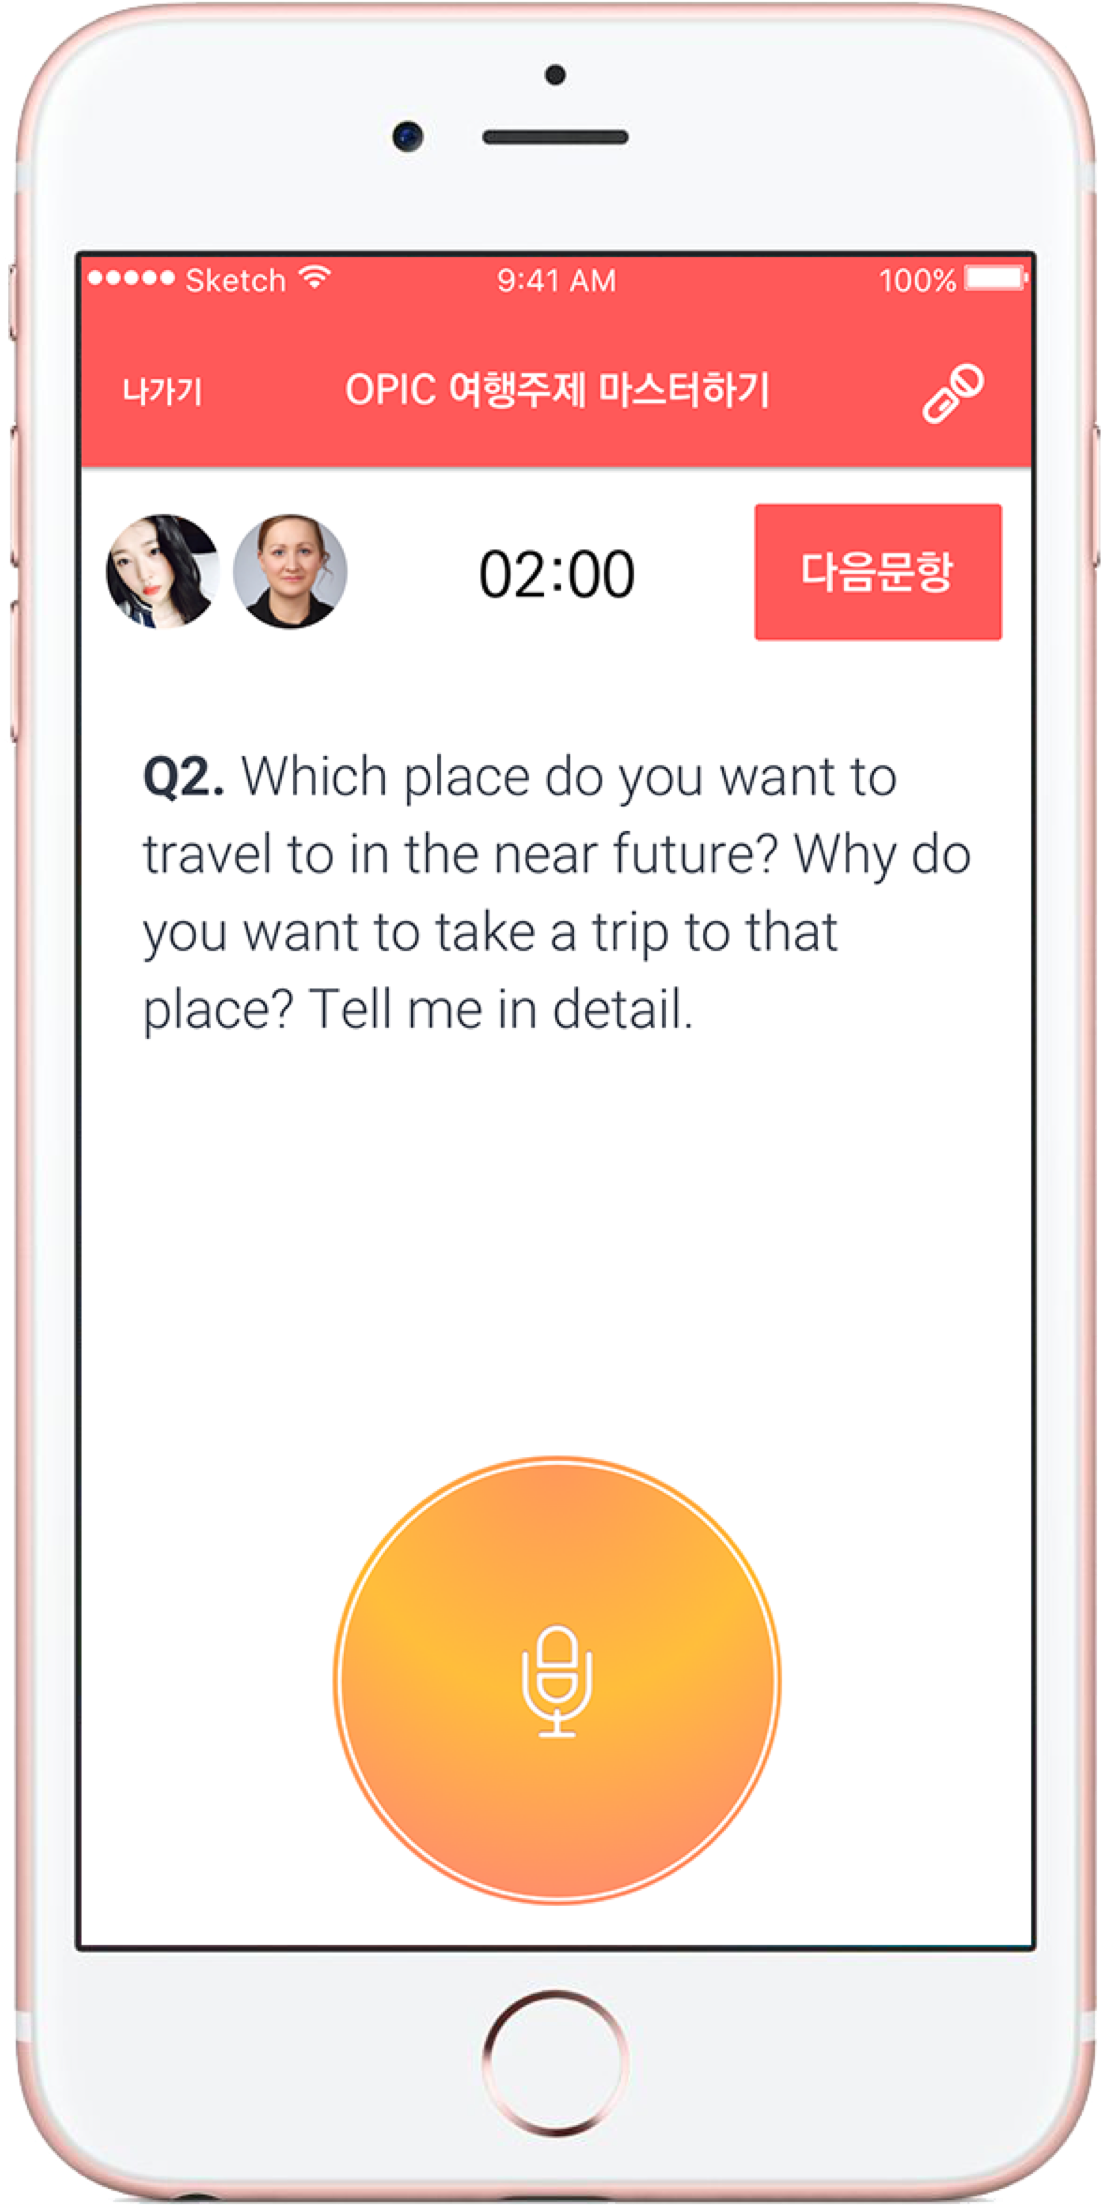 Sketch 9:41 AM 100%
나가기 OPIC 여행주제 마스터하기
02:00 다음문항
Q2. Which place do you want to
travel to in the near future? Why do
you want to take a trip to that
place? Tell me in detail.